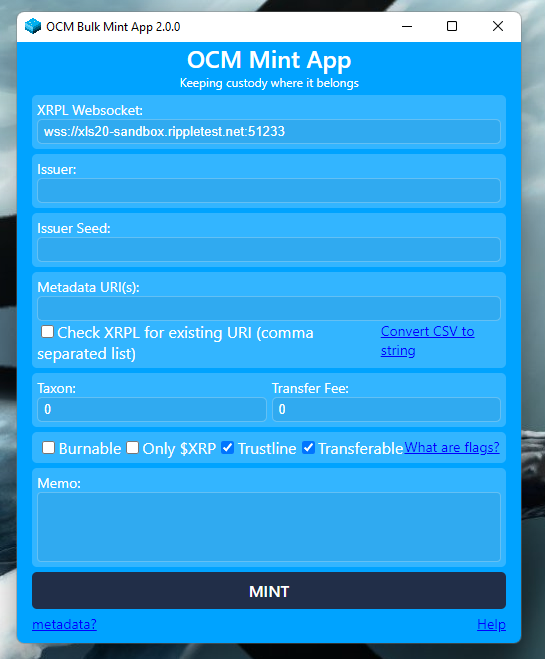 OCM Bulk Mint App 2.0.0
OCM Mint App
Keeping custody where it belongs
XRPL Websocket:
wss://xls20-sandbox.rippletest.net:51233
Issuer:
Issuer Seed:
Metadata URI(s):
Check XRPL for existing URI (comma
separated list)
Convert CSV to
string
Taxon:
Transfer Fee:
0
0
Burnable Only $XRP Trustline Transferable What are flags?
Memo:
MINT
metadata?
Help